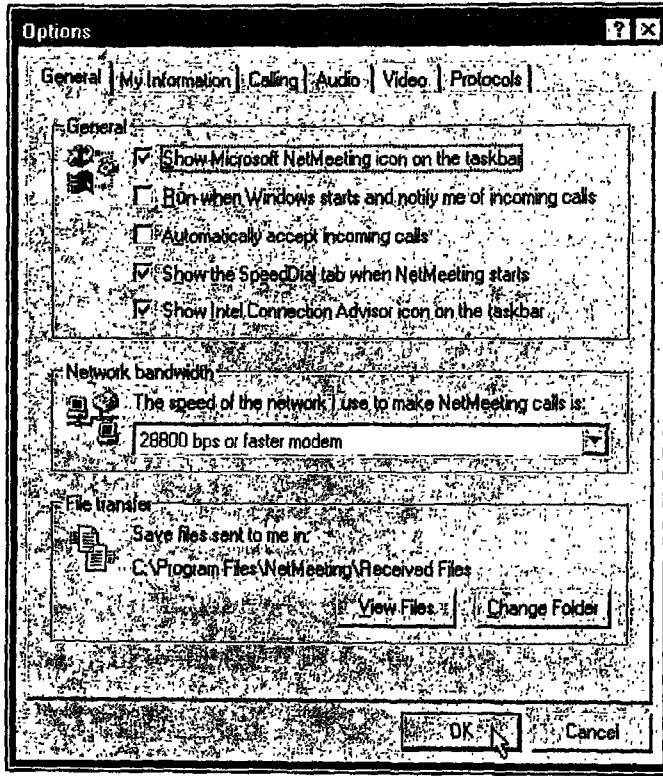 Options
General My Information Calling Audio Video Protocols
General
Show Microsoft NetMeeting icon on the taskbar
Run when Windows starts and notify me of incoming calls
Automatically accept incoming calls
Show the SpeedDial tab when NetMeeting starts
Show Intel Connection Advisor icon on the taskbar
Network bandwidth
The speed of the network I use to make NetMeeting calls is:
28800 bps or faster modem
File transfer
Save files sent to me in:
C:\Program Files\NetMeeting\Received Files
View Files Change Folder
OK Cancel